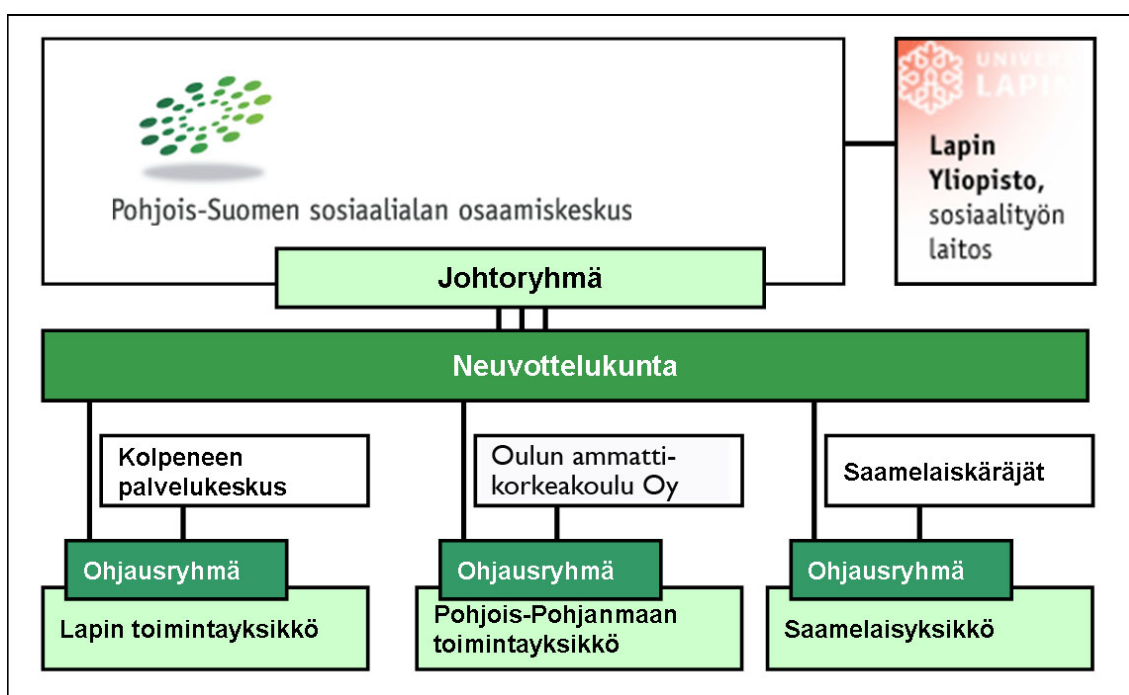 Pohjois-Suomen sosiaalialan osaamiskeskus
Lapin
Yliopisto,
sosiaalityön
laitos
Johtoryhmä
Neuvottelukunta
Kolpeneen
palvelukeskus
Oulun ammatti-
korkeakoulu Oy
Saamelaiskäräjät
Ohjausryhmä
Ohjausryhmä
Ohjausryhmä
Lapin toimintayksikkö
Pohjois-Pohjanmaan
toimintayksikkö
Saamelaisyksikkö